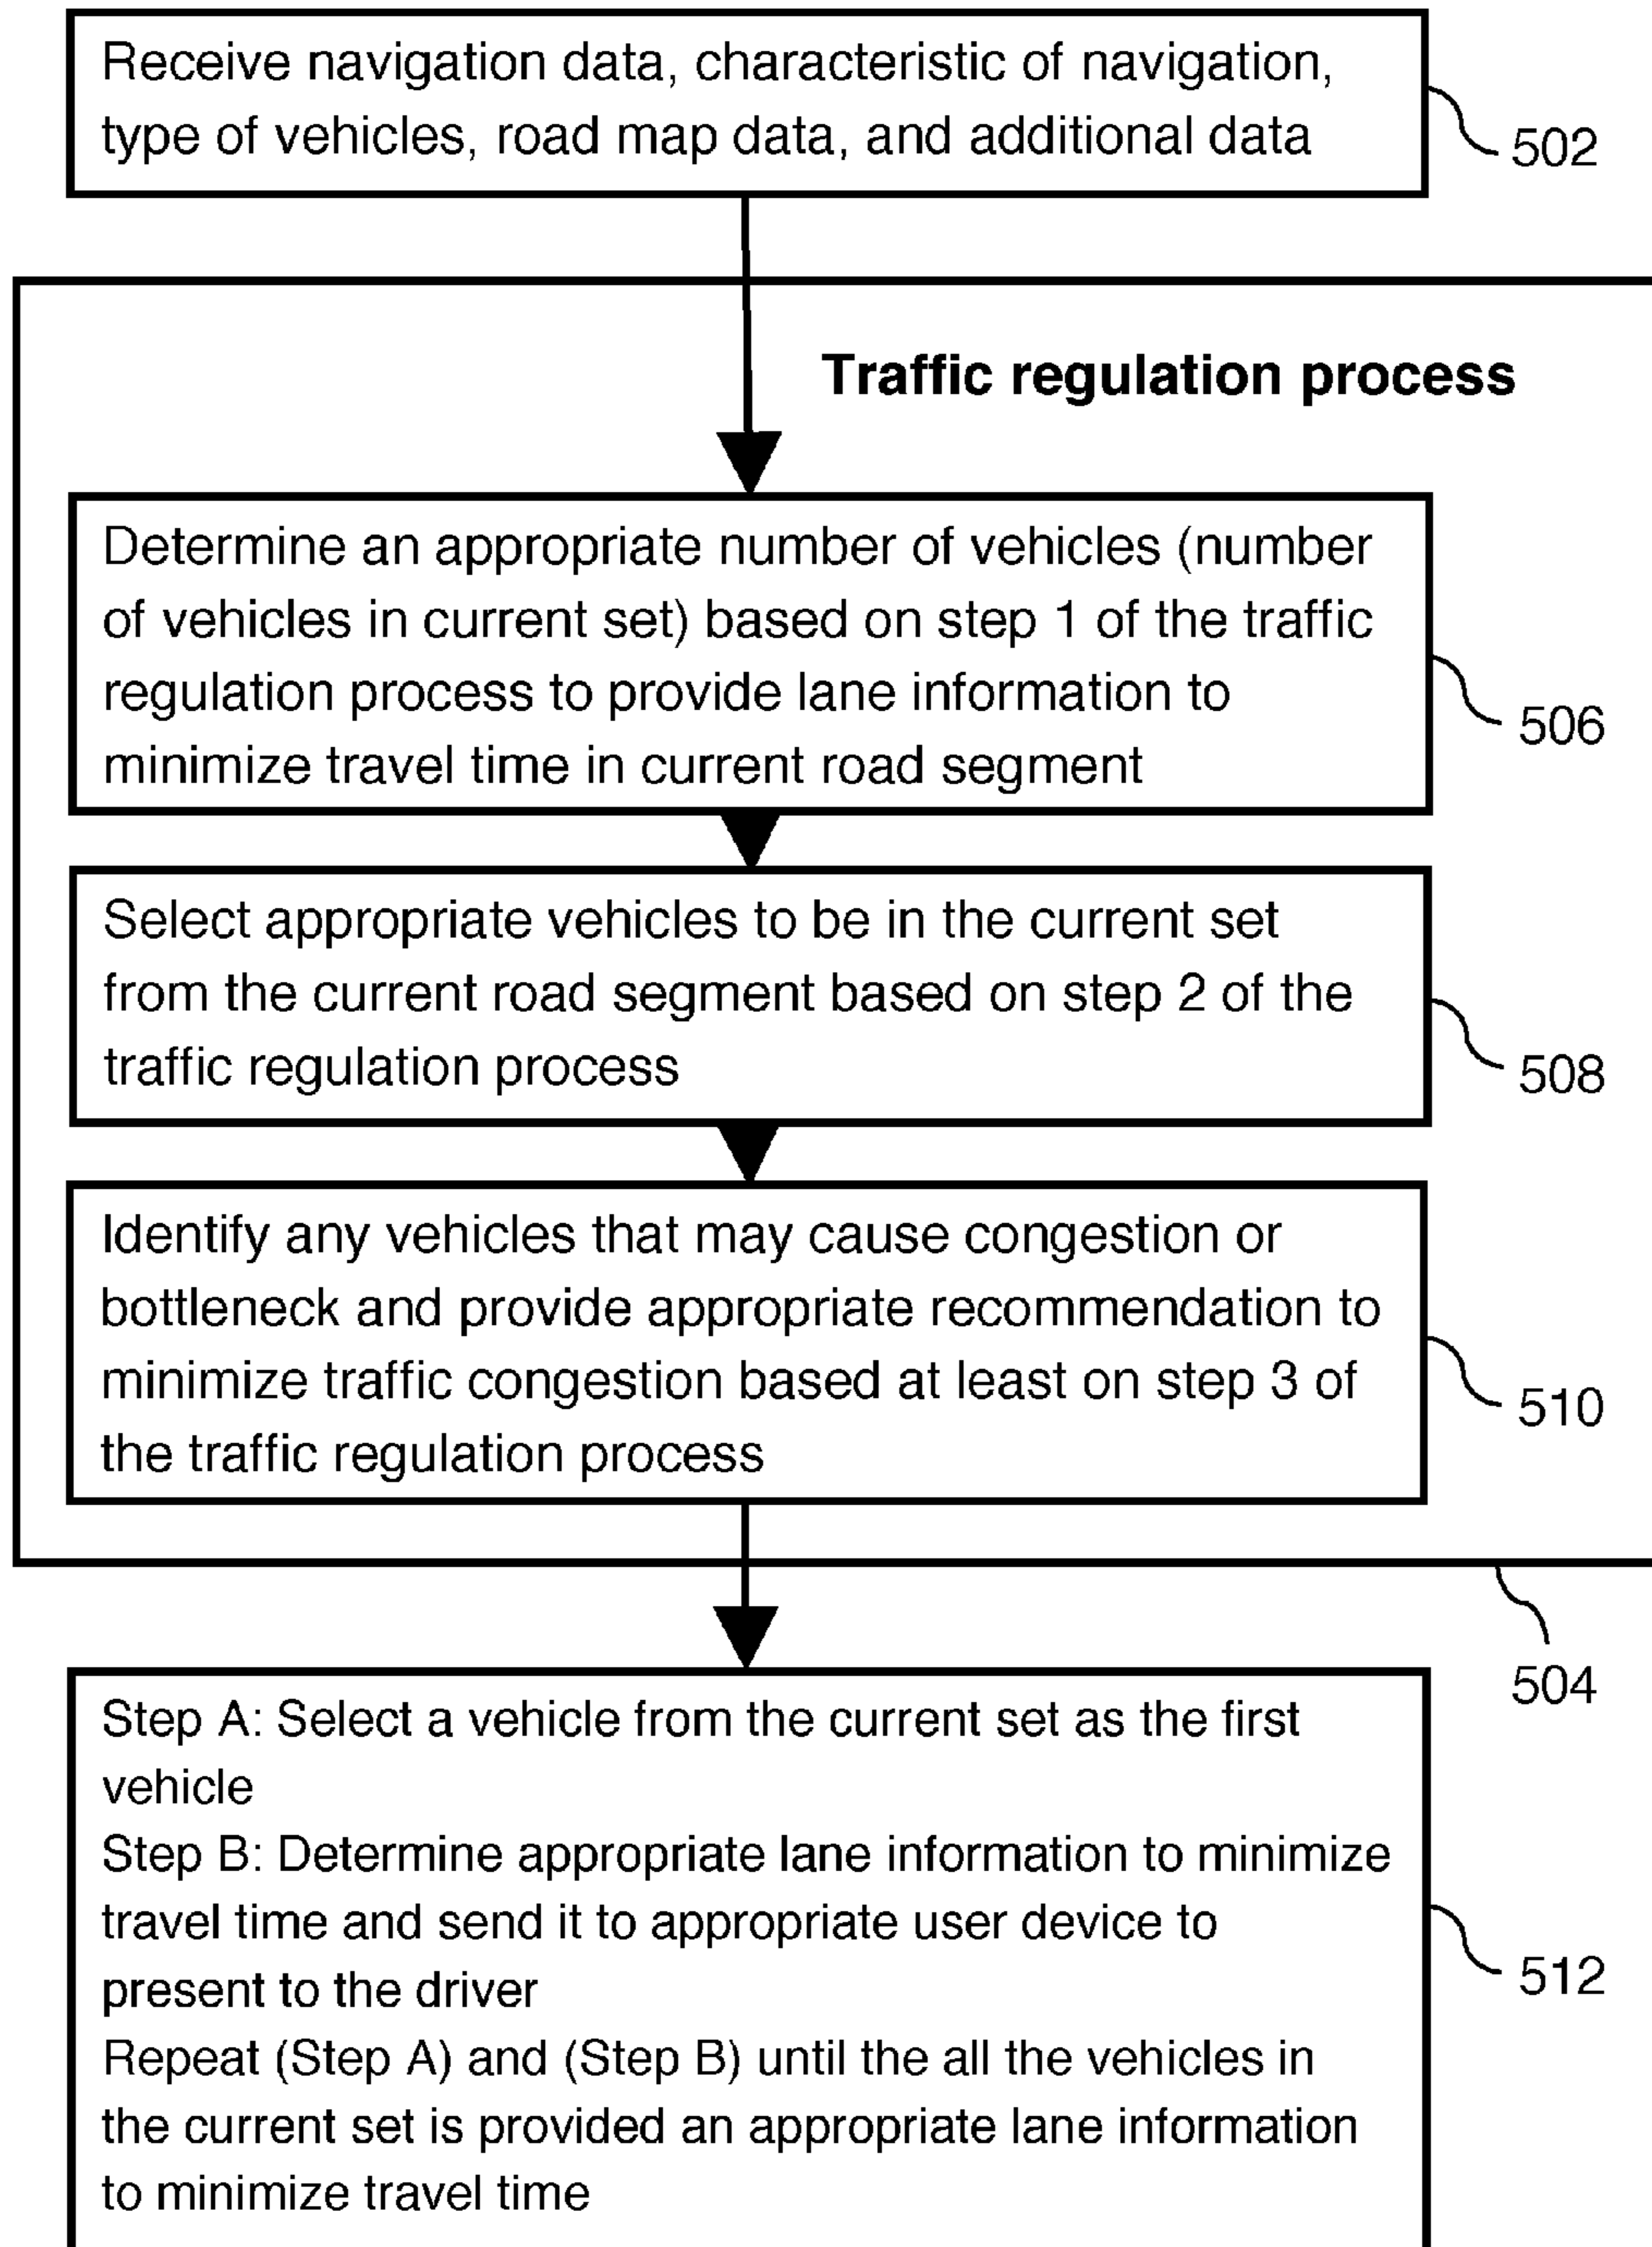 Receive navigation data, characteristic of navigation,
type of vehicles, road map data, and additional data
502
Traffic regulation process
Determine an appropriate number of vehicles (number
of vehicles in current set) based on step 1 of the traffic
regulation process to provide lane information to
minimize travel time in current road segment
506
Select appropriate vehicles to be in the current set
from the current road segment based on step 2 of the
traffic regulation process
508
Identify any vehicles that may cause congestion or
bottleneck and provide appropriate recommendation to
minimize traffic congestion based at least on step 3 of
the traffic regulation process
510
504
Step A: Select a vehicle from the current set as the first
vehicle
Step B: Determine appropriate lane information to minimize
travel time and send it to appropriate user device to
present to the driver
Repeat (Step A) and (Step B) until the all the vehicles in
the current set is provided an appropriate lane information
to minimize travel time
512